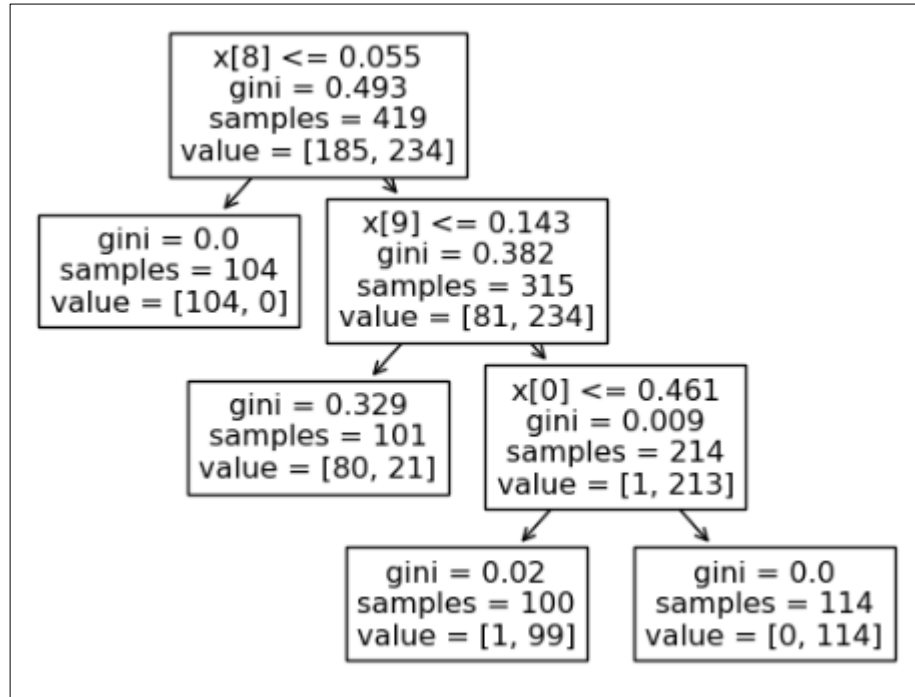 x[8] <= 0.055
gini = 0.493
samples = 419
value = [185, 234]
gini = 0.0
samples = 104
value = [104, 0]
x[9] <= 0.143
gini = 0.382
samples = 315
value = [81, 234]
gini = 0.329
samples = 101
value = [80, 21]
x[0] <= 0.461
gini = 0.009
samples = 214
value = [1, 213]
gini = 0.02
samples = 100
value = [1, 99]
gini = 0.0
samples = 114
value = [0, 114]